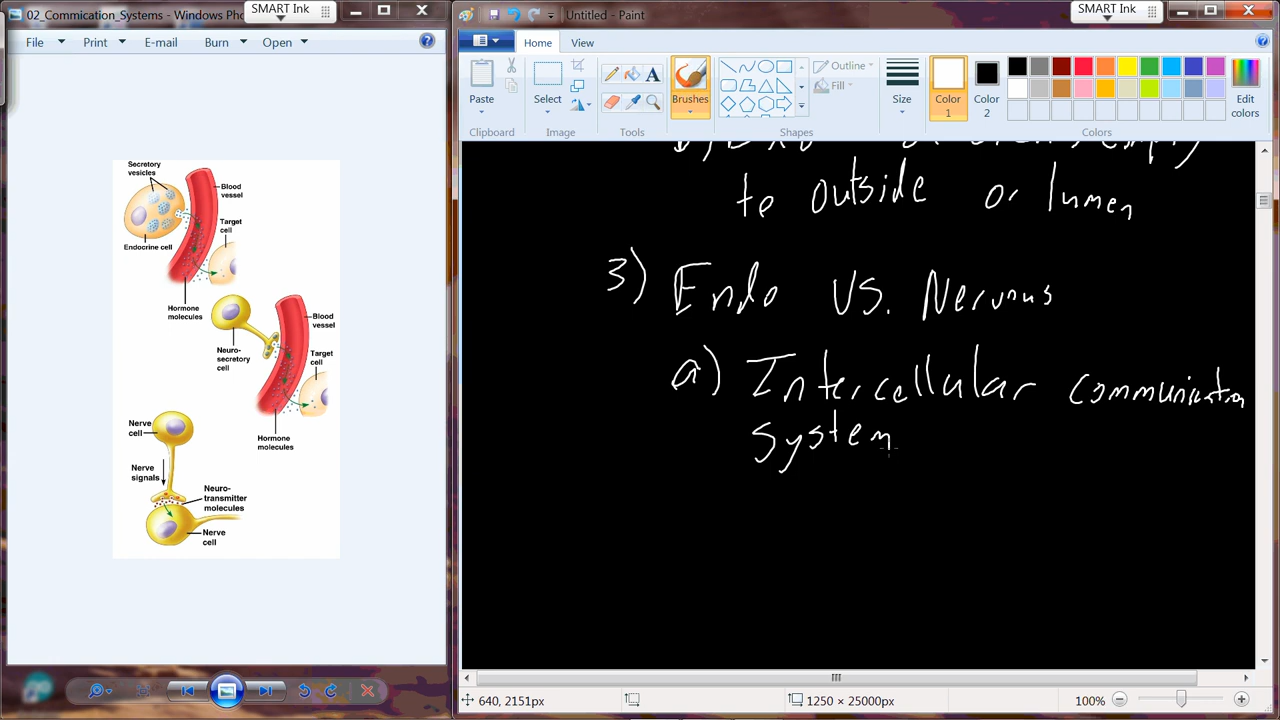 02_Commication_Systems - Windows Pho
SMART Ink
File
Print
E-mail
Burn
Open
Secretory
vesicles
Blood
vessel
Target
cell
Endocrine cell
Hormone
molecules
Blood
vessel
Neuro-
secretory
cell
Target
cell
Hormone
molecules
Nerve
cell
Nerve
signals
Neuro-
transmitter
molecules
Nerve
cell
Untitled - Paint
SMART Ink
Home
View
Paste
Select
Brushes
Outline
Fill
Size
Color
1
Color
2
Edit
colors
Clipboard
Image
Tools
Shapes
Colors
empty
to outside or lumen
3) Endo VS. Nervous
a) Intercellular communication
system
640, 2151px
1250 × 25000px
100%